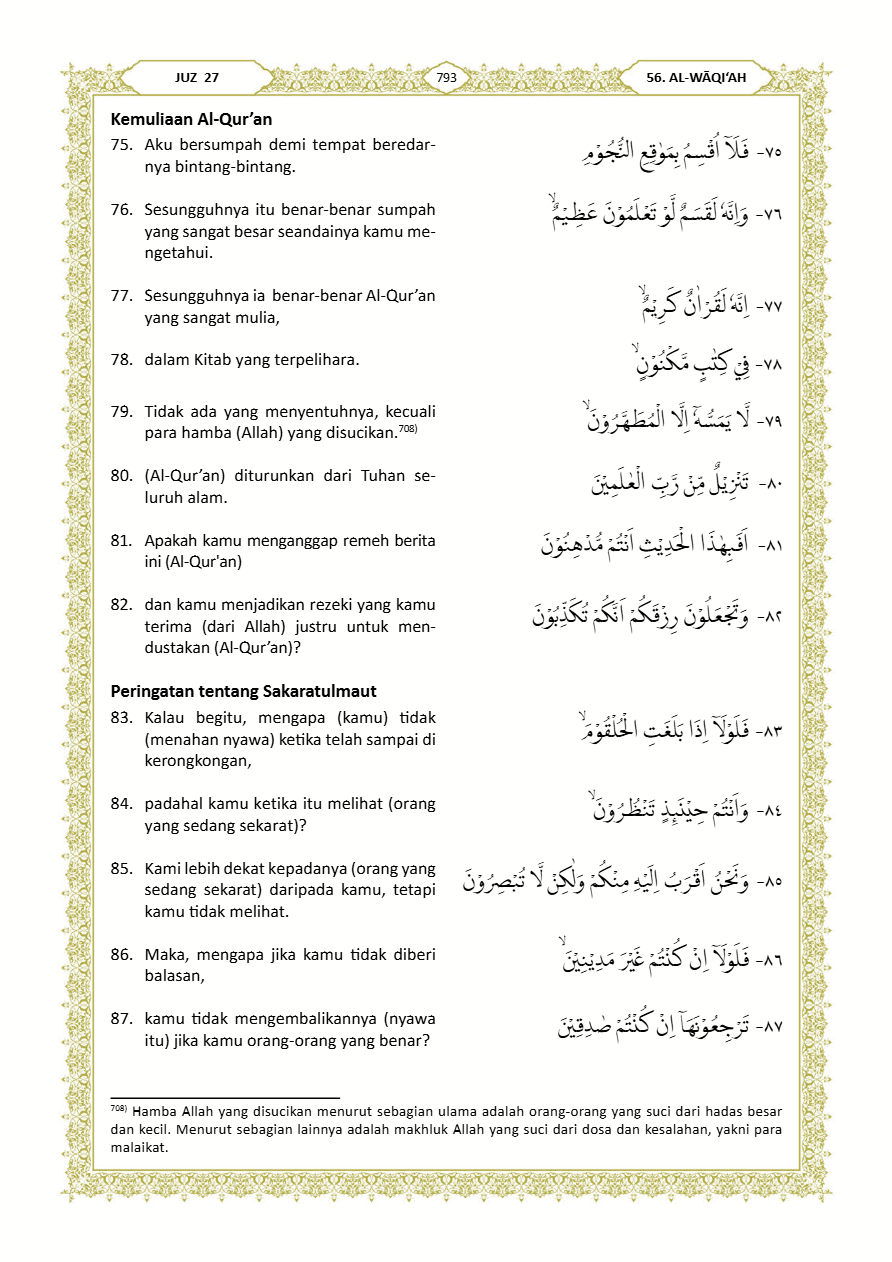 JUZ 27
793
56. AL-WĀQI‘AH
Kemuliaan Al-Qur’an
75. Aku bersumpah demi tempat beredar-
nya bintang-bintang.
٧٥- فَلَآ اُقْسِمُ بِمَوٰقِعِ النُّجُوْمِ
76. Sesungguhnya itu benar-benar sumpah
yang sangat besar seandainya kamu me-
ngetahui.
٧٦- وَاِنَّهٗ لَقَسَمٌ لَّوْ تَعْلَمُوْنَ عَظِيْمٌۙ
77. Sesungguhnya ia benar-benar Al-Qur’an
yang sangat mulia,
٧٧- اِنَّهٗ لَقُرْاٰنٌ كَرِيْمٌۙ
78. dalam Kitab yang terpelihara.
٧٨- فِيْ كِتٰبٍ مَّكْنُوْنٍۙ
79. Tidak ada yang menyentuhnya, kecuali
para hamba (Allah) yang disucikan.708)
٧٩- لَّا يَمَسُّهٗٓ اِلَّا الْمُطَهَّرُوْنَۙ
80. (Al-Qur’an) diturunkan dari Tuhan se-
luruh alam.
٨٠- تَنْزِيْلٌ مِّنْ رَّبِّ الْعٰلَمِيْنَ
81. Apakah kamu menganggap remeh berita
ini (Al-Qur'an)
٨١- اَفَبِهٰذَا الْحَدِيْثِ اَنْتُمْ مُّدْهِنُوْنَ
82. dan kamu menjadikan rezeki yang kamu
terima (dari Allah) justru untuk men-
dustakan (Al-Qur’an)?
٨٢- وَتَجْعَلُوْنَ رِزْقَكُمْ اَنَّكُمْ تُكَذِّبُوْنَ
Peringatan tentang Sakaratulmaut
83. Kalau begitu, mengapa (kamu) tidak
(menahan nyawa) ketika telah sampai di
kerongkongan,
٨٣- فَلَوْلَآ اِذَا بَلَغَتِ الْحُلْقُوْمَۙ
84. padahal kamu ketika itu melihat (orang
yang sedang sekarat)?
٨٤- وَاَنْتُمْ حِيْنَىِٕذٍ تَنْظُرُوْنَۙ
85. Kami lebih dekat kepadanya (orang yang
sedang sekarat) daripada kamu, tetapi
kamu tidak melihat.
٨٥- وَنَحْنُ اَقْرَبُ اِلَيْهِ مِنْكُمْ وَلٰكِنْ لَّا تُبْصِرُوْنَ
86. Maka, mengapa jika kamu tidak diberi
balasan,
٨٦- فَلَوْلَآ اِنْ كُنْتُمْ غَيْرَ مَدِيْنِيْنَۙ
87. kamu tidak mengembalikannya (nyawa
itu) jika kamu orang-orang yang benar?
٨٧- تَرْجِعُوْنَهَآ اِنْ كُنْتُمْ صٰدِقِيْنَ
708) Hamba Allah yang disucikan menurut sebagian ulama adalah orang-orang yang suci dari hadas besar
dan kecil. Menurut sebagian lainnya adalah makhluk Allah yang suci dari dosa dan kesalahan, yakni para
malaikat.